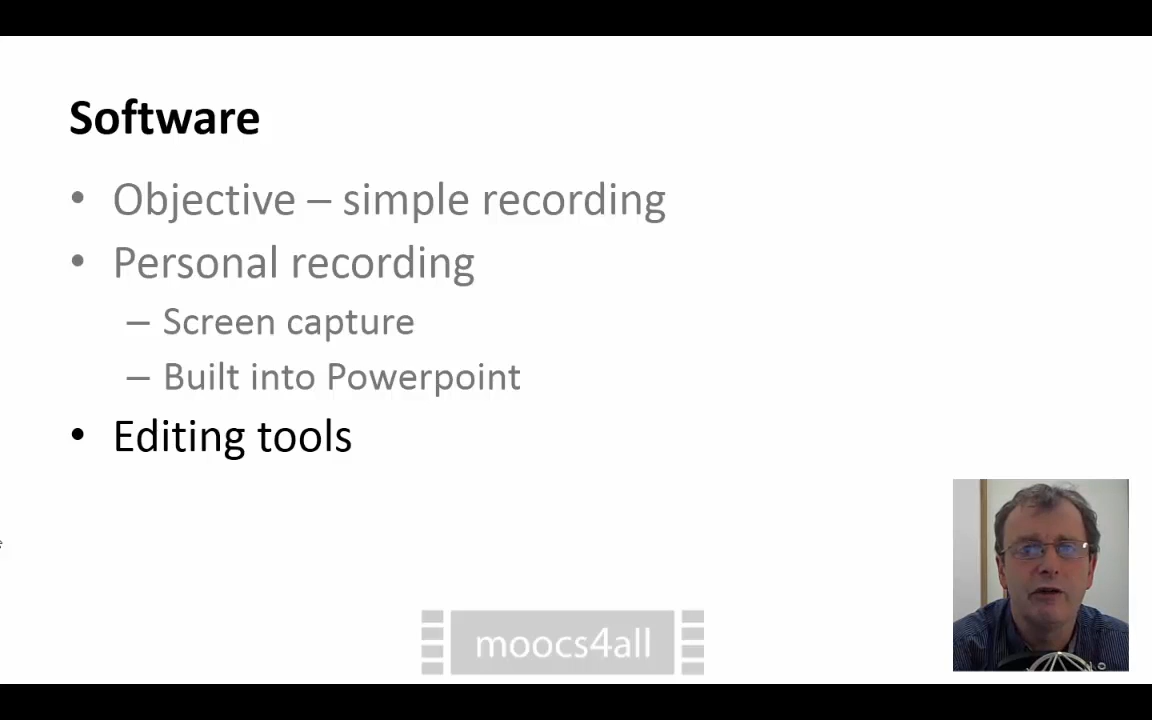 Software
• Objective – simple recording
• Personal recording
– Screen capture
– Built into Powerpoint
• Editing tools
moocs4all